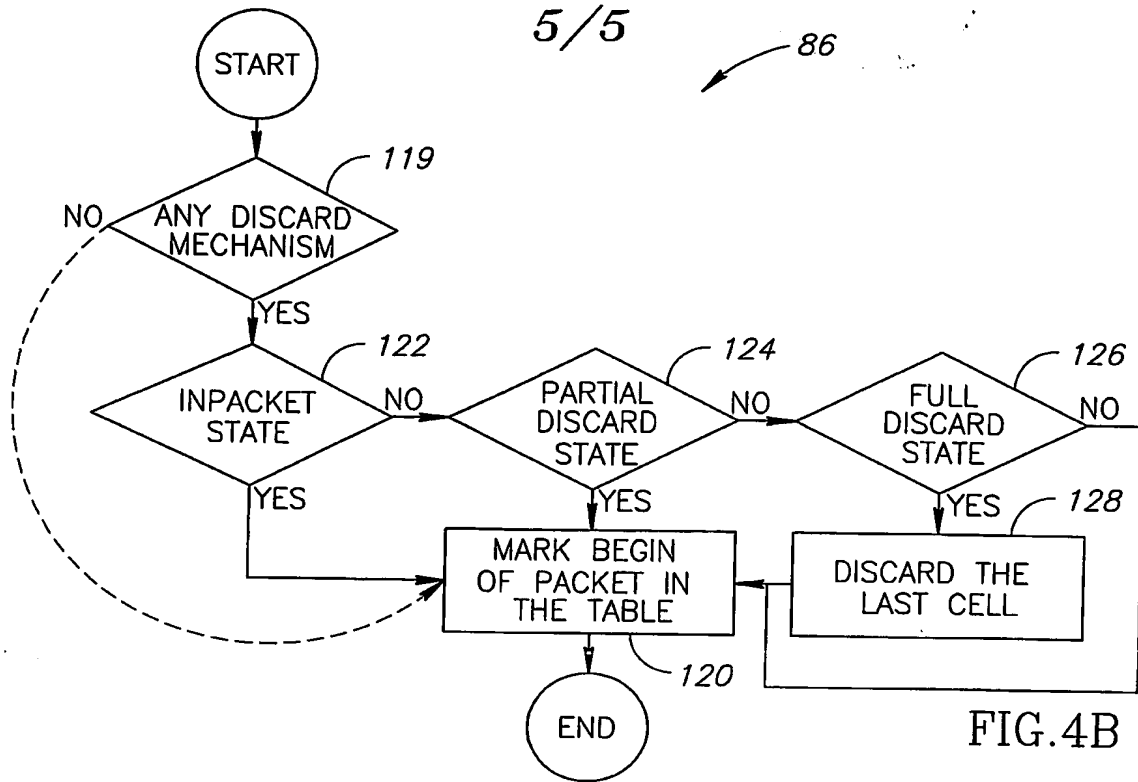 5/5
86
START
119
NO
ANY DISCARD
MECHANISM
YES
122
INPACKET
STATE
NO
YES
124
PARTIAL
DISCARD
STATE
NO
YES
126
FULL
DISCARD
STATE
NO
YES
128
MARK BEGIN
OF PACKET IN
THE TABLE
DISCARD THE
LAST CELL
120
END
FIG.4B